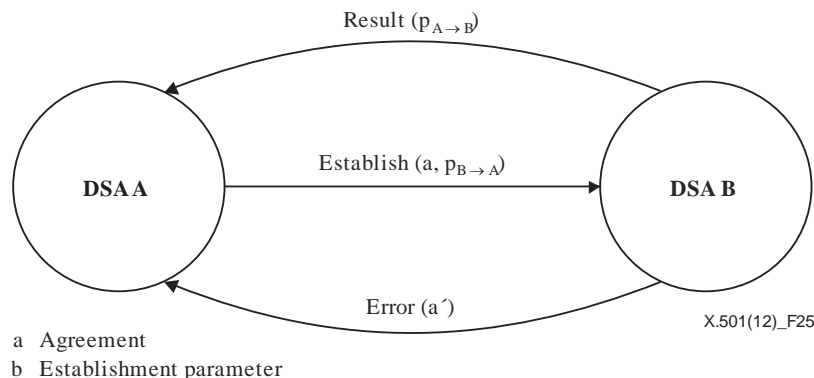 Result (pA→B)
Establish (a, pB→A)
DSA A
DSA B
Error (a´)
X.501(12)_F25
a Agreement
b Establishment parameter